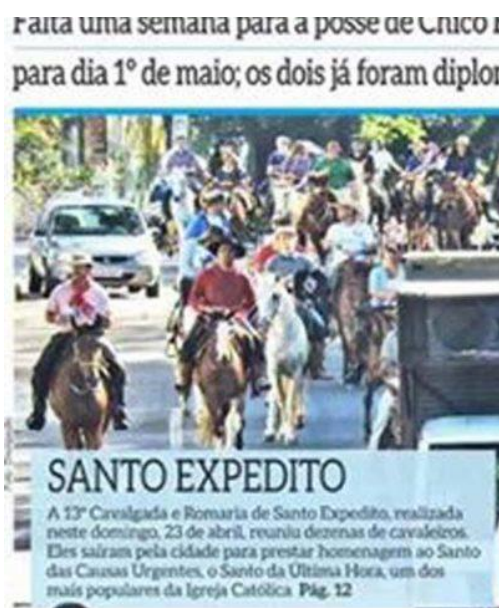 Falta uma semana para a posse de Chico
para dia 1º de maio; os dois já foram diplo
SANTO EXPEDITO
A 13ª Cavalgada e Romaria de Santo Expedito, realizada
neste domingo, 23 de abril, reuniu dezenas de cavaleiros.
Eles saíram pela cidade para prestar homenagem ao Santo
das Causas Urgentes, o Santo da Última Hora, um dos
mais populares da Igreja Católica Pág. 12